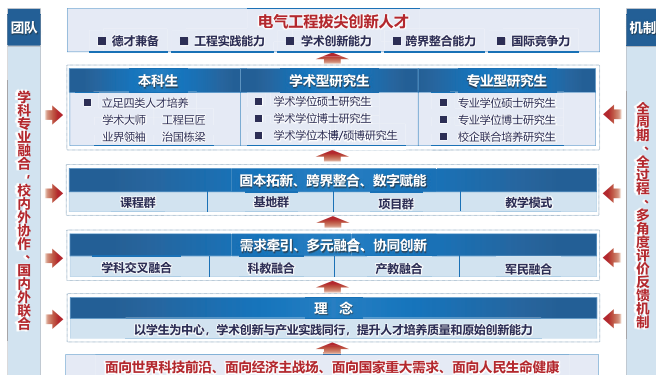 团队
电气工程拔尖创新人才
机制
■ 德才兼备 ■ 工程实践能力 ■ 学术创新能力 ■ 跨界整合能力 ■ 国际竞争力
本科生 学术型研究生 专业型研究生
■ 立足四类人才培养 ■ 学术学位硕士研究生 ■ 专业学位硕士研究生
学术大师 工程巨匠 ■ 学术学位博士研究生 ■ 专业学位博士研究生
业界领袖 治国栋梁 ■ 学术学位本博/硕博研究生 ■ 校企联合培养研究生
固本拓新、跨界整合、数字赋能
课程群 基地群 项目群 教学模式
需求牵引、多元融合、协同创新
学科交叉融合 科教融合 产教融合 军民融合
理 念
以学生为中心，学术创新与产业实践同行，提升人才培养质量和原始创新能力
面向世界科技前沿、面向经济主战场、面向国家重大需求、面向人民生命健康
学科专业融合，校内外协作、国内外联合
全周期、全过程、多角度评价反馈机制